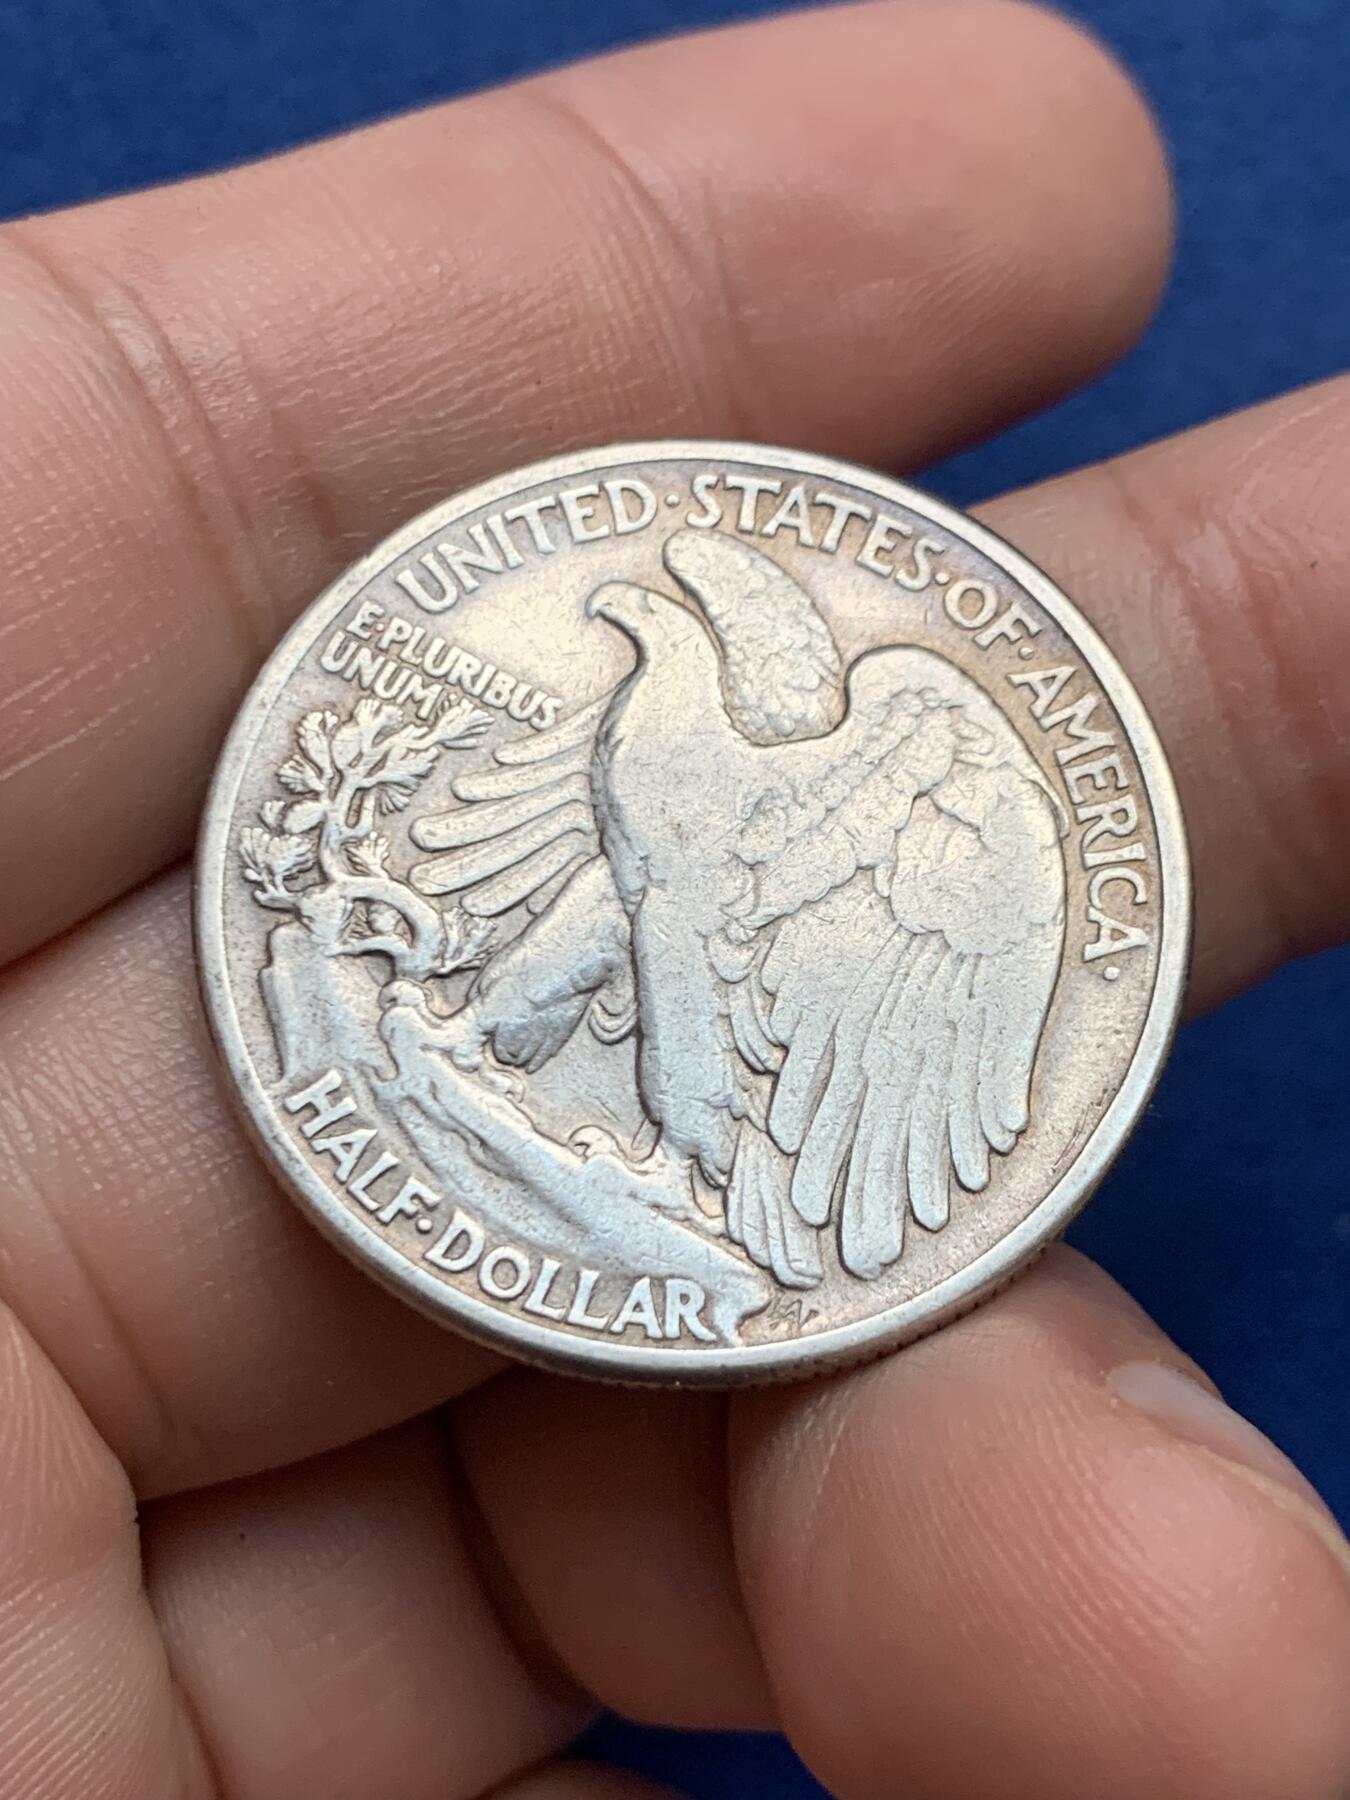 UNITED·STATES·OF·AMERICA·
E·PLURIBUS
UNUM·
HALF·DOLLAR